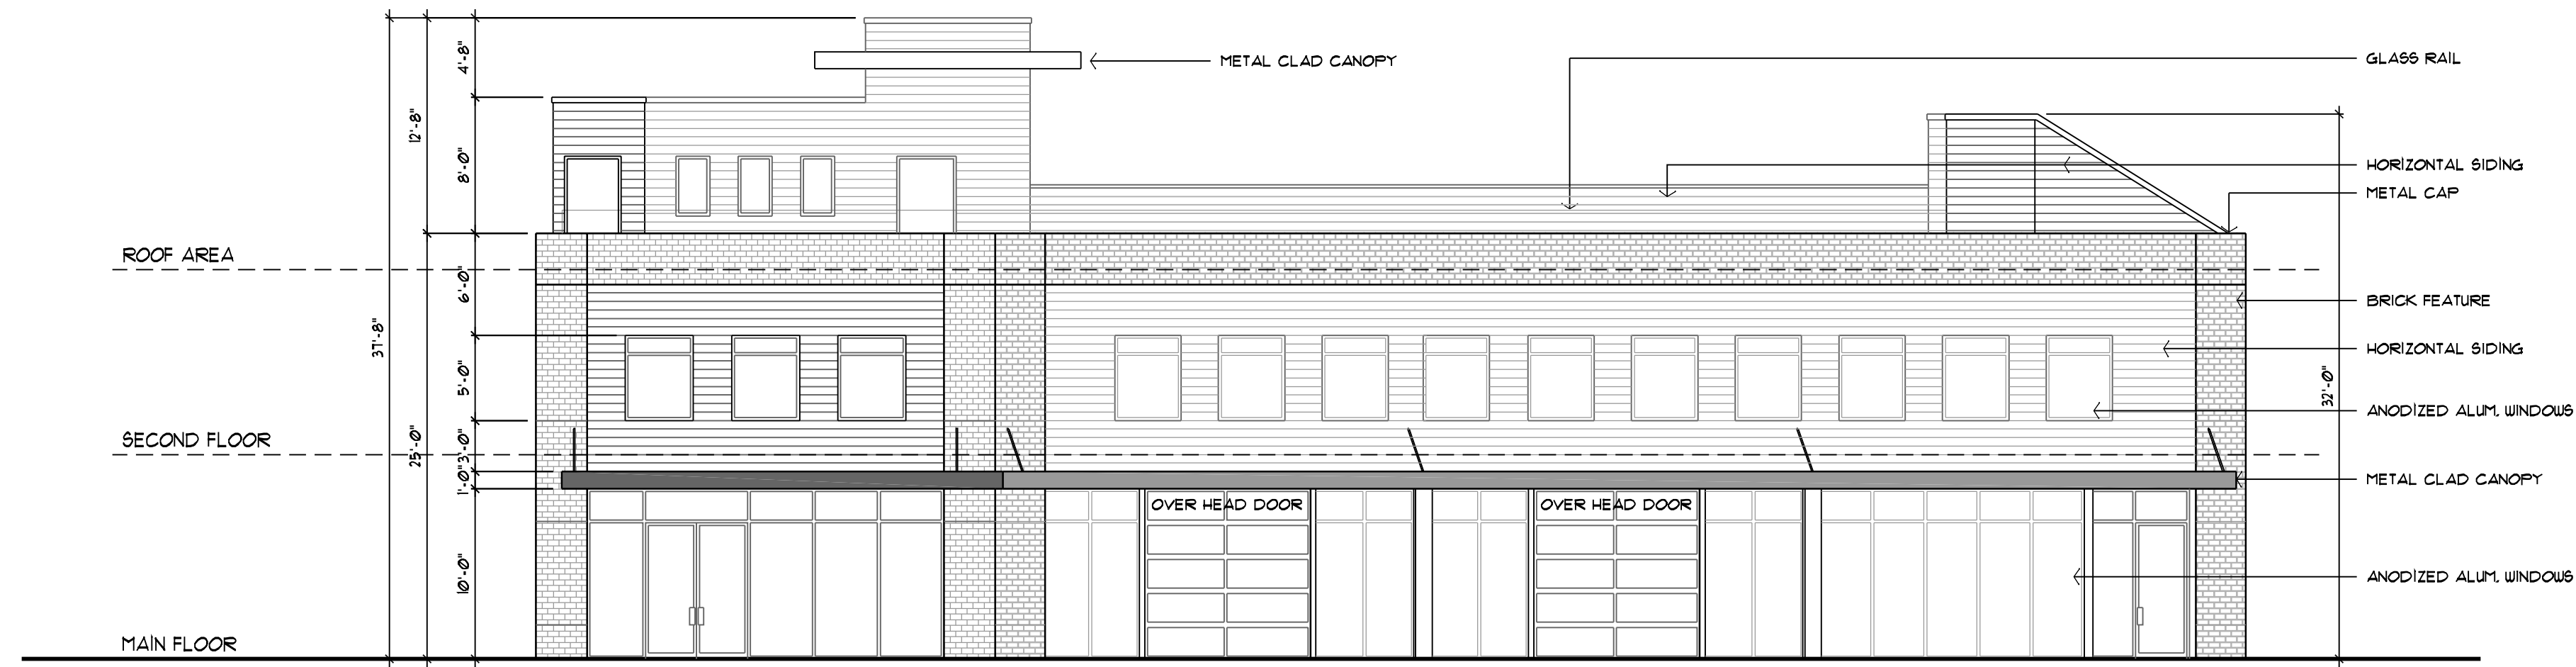 4'-8"
METAL CLAD CANOPY
GLASS RAIL
12'-8"
8'-0"
HORIZONTAL SIDING
METAL CAP
ROOF AREA
6'-0"
BRICK FEATURE
37'-8"
HORIZONTAL SIDING
5'-0"
32'-0"
ANODIZED ALUM. WINDOWS
SECOND FLOOR
25'-0"
3'-0"
1'-0"
METAL CLAD CANOPY
OVER HEAD DOOR
OVER HEAD DOOR
10'-0"
ANODIZED ALUM. WINDOWS
MAIN FLOOR